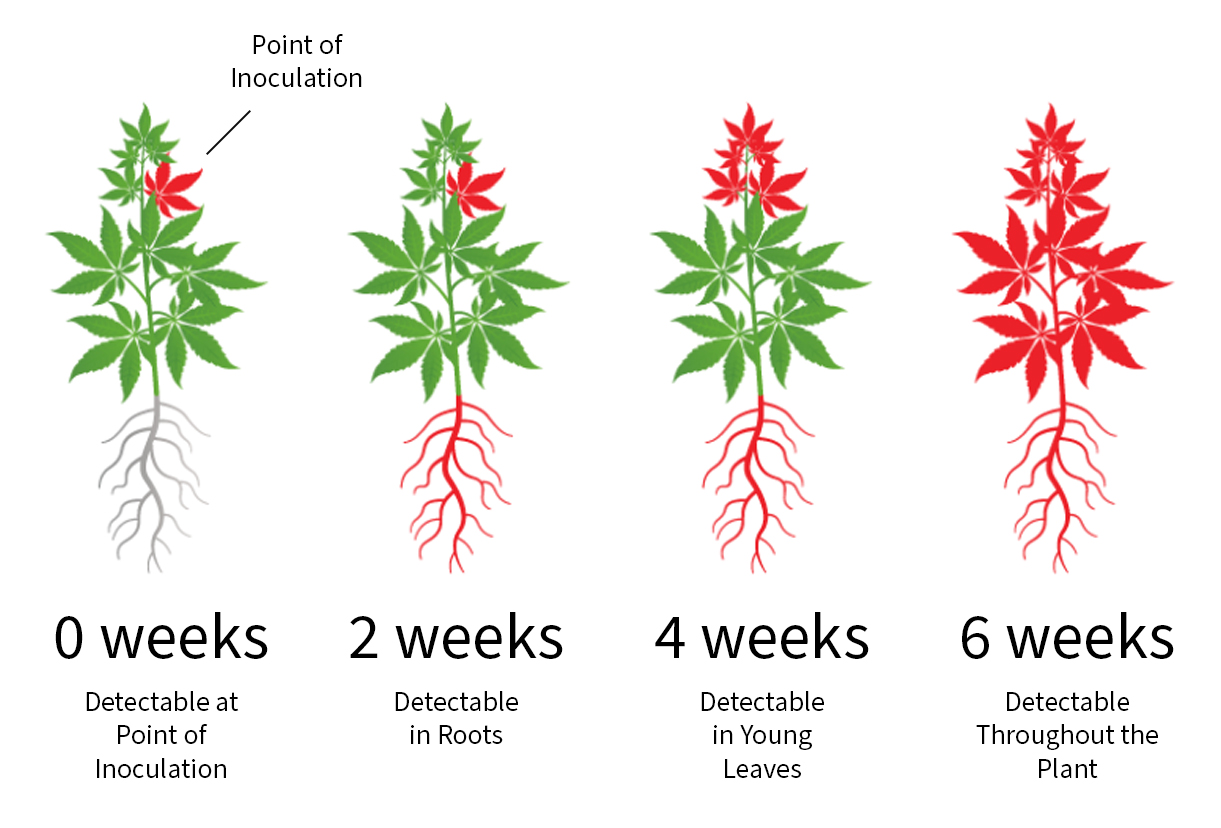 Point of
Inoculation
0 weeks
Detectable at
Point of
Inoculation
2 weeks
Detectable
in Roots
4 weeks
Detectable
in Young
Leaves
6 weeks
Detectable
Throughout the
Plant